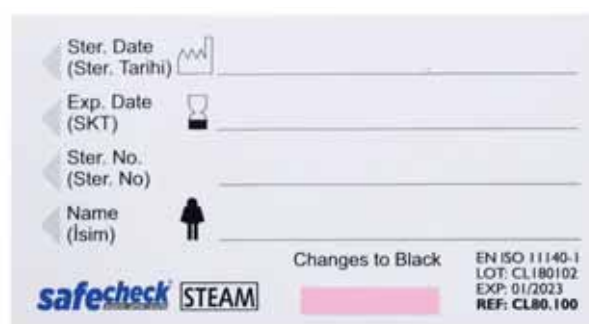 Ster. Date
(Ster. Tarihi)
Exp. Date
(SKT)
Ster. No.
(Ster. No)
Name
(İsim)
Changes to Black
safecheck STEAM
EN ISO 11140-1
LOT: CL180102
EXP: 01/2023
REF: CL80.100